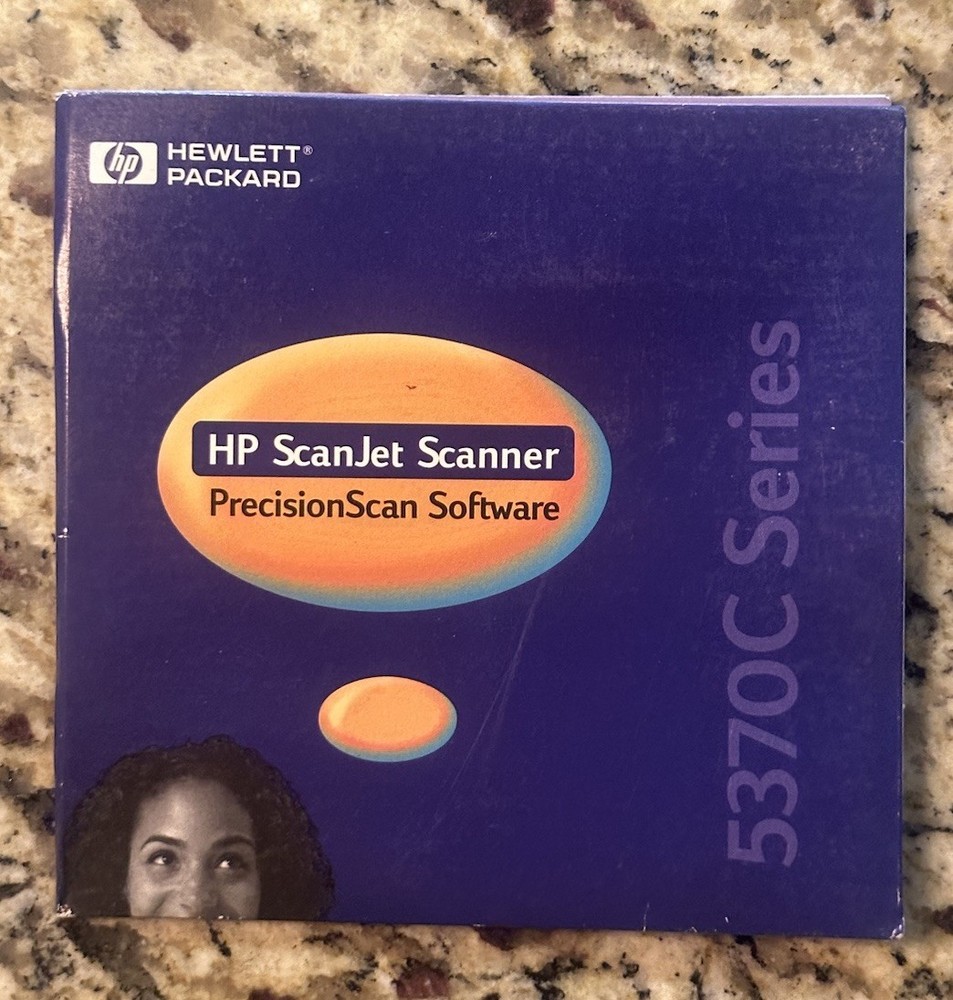 hp
HEWLETT®
PACKARD
HP ScanJet Scanner
PrecisionScan Software
5370C Series